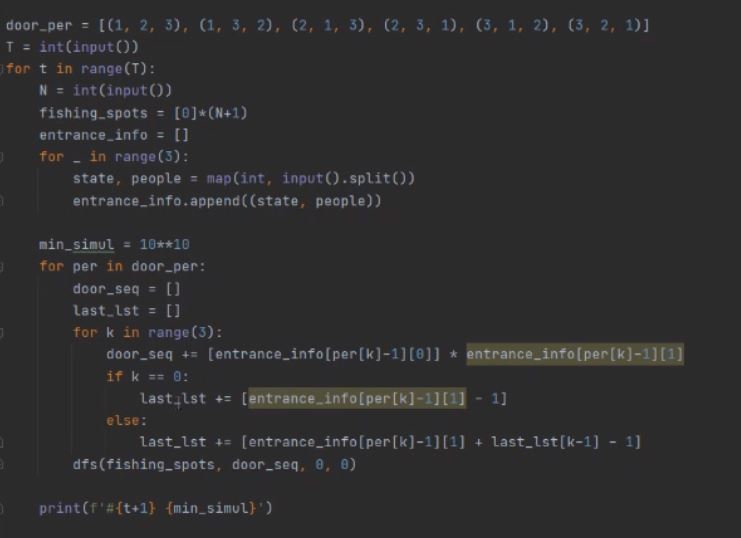 door_per = [(1, 2, 3), (1, 3, 2), (2, 1, 3), (2, 3, 1), (3, 1, 2), (3, 2, 1)]
T = int(input())
for t in range(T):
    N = int(input())
    fishing_spots = [0]*(N+1)
    entrance_info = []
    for _ in range(3):
        state, people = map(int, input().split())
        entrance_info.append((state, people))

    min_simul = 10**10
    for per in door_per:
        door_seq = []
        last_lst = []
        for k in range(3):
            door_seq += [entrance_info[per[k]-1][0]] * entrance_info[per[k]-1][1]
            if k == 0:
                last_lst += [entrance_info[per[k]-1][1] - 1]
            else:
                last_lst += [entrance_info[per[k]-1][1] + last_lst[k-1] - 1]
        dfs(fishing_spots, door_seq, 0, 0)

    print(f'#{t+1} {min_simul}')